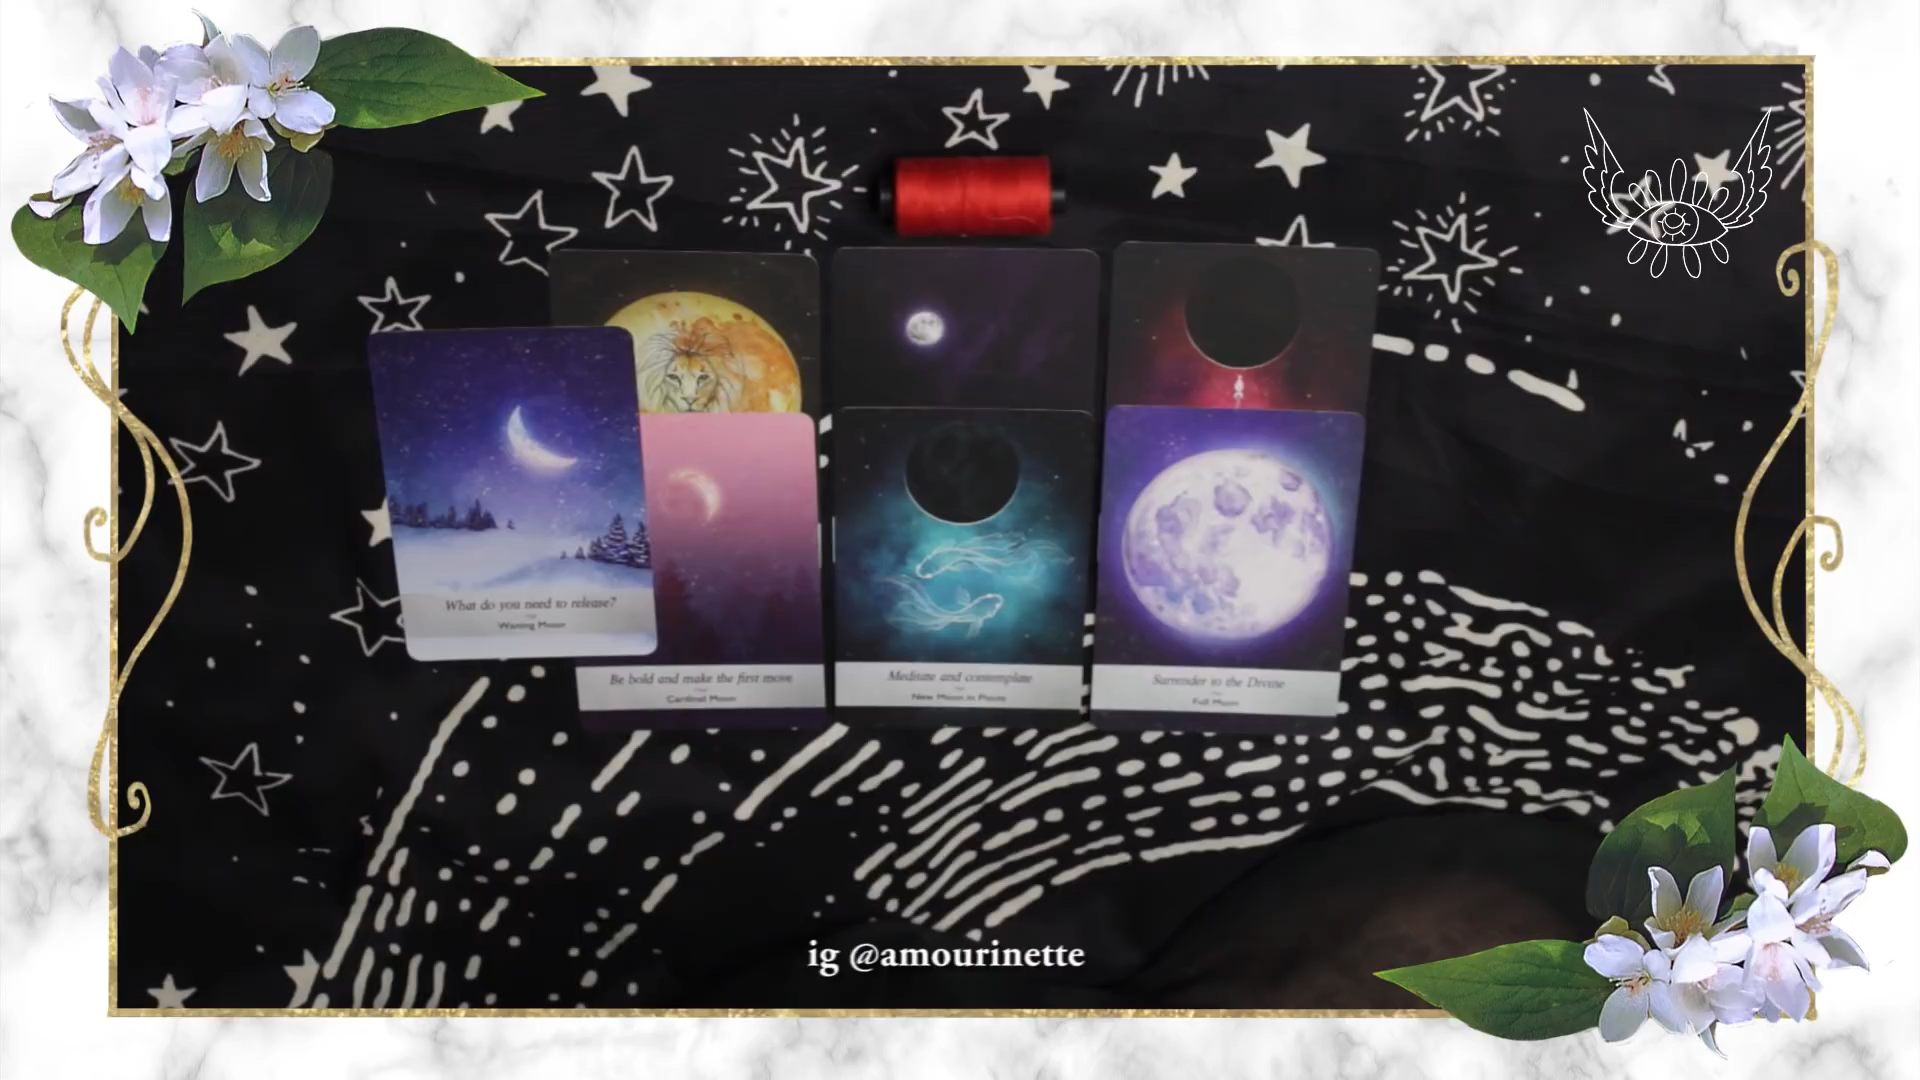 What do you need to release?
Waning Moon
Be bold and make the first move
Cardinal Moon
Meditate and contemplate
New Moon in Pisces
Surrender to the Divine
Full Moon
ig @amourinette